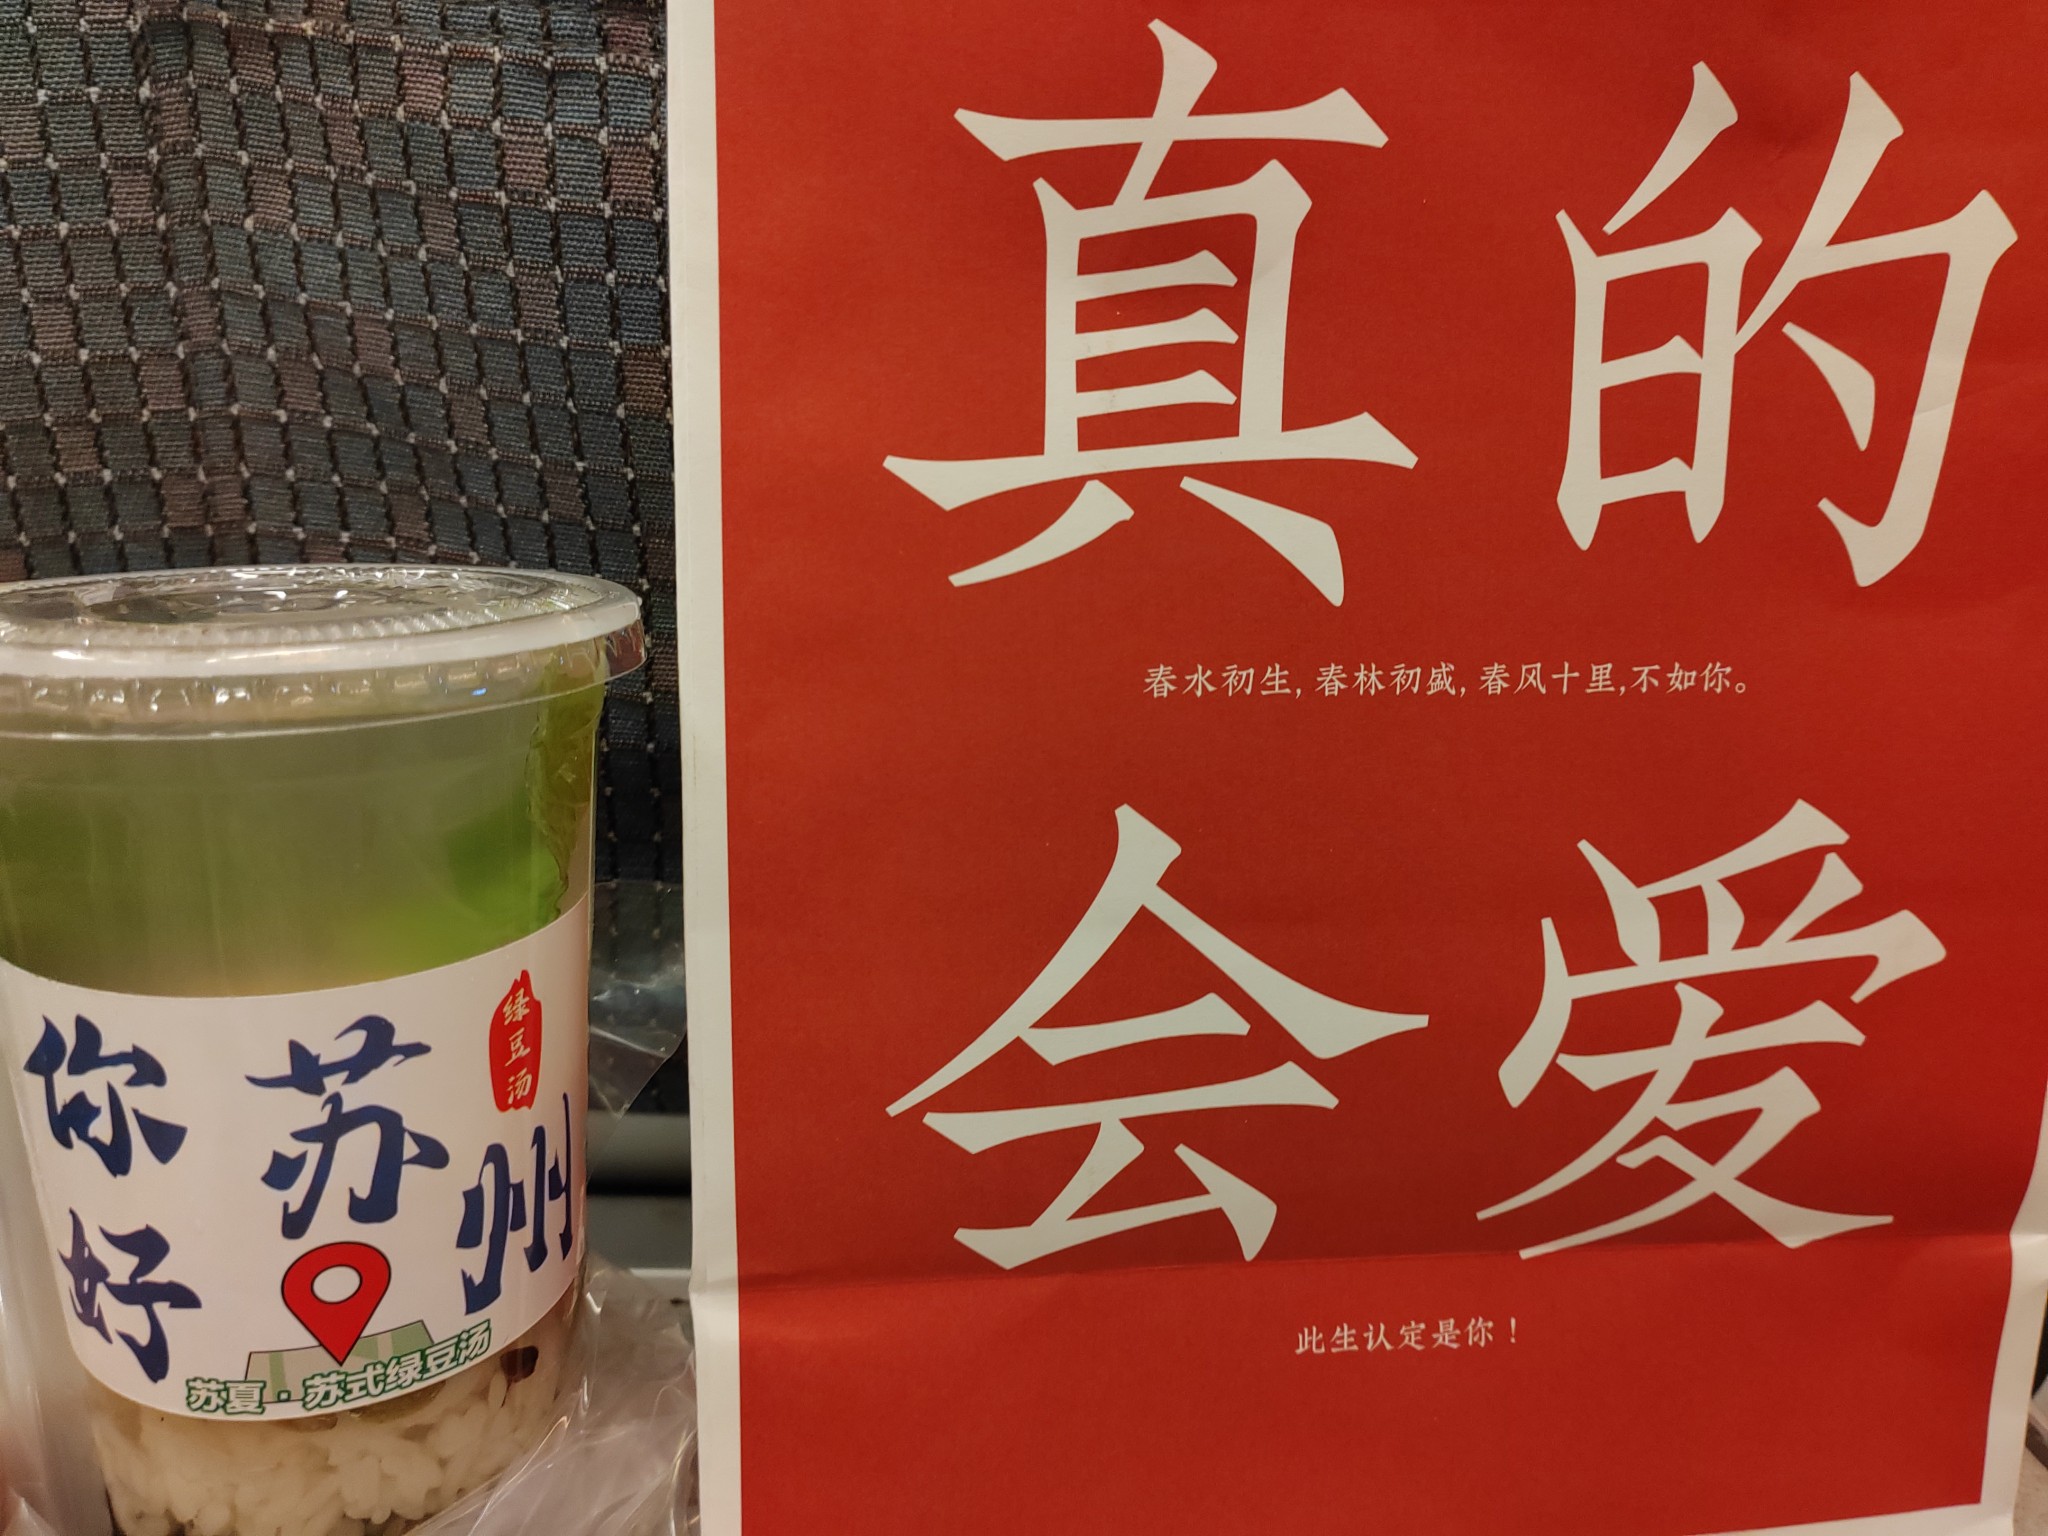 你好
苏州
绿豆汤
苏夏·苏式绿豆汤
真的
春水初生,春林初盛,春风十里,不如你。
会爱
此生认定是你!